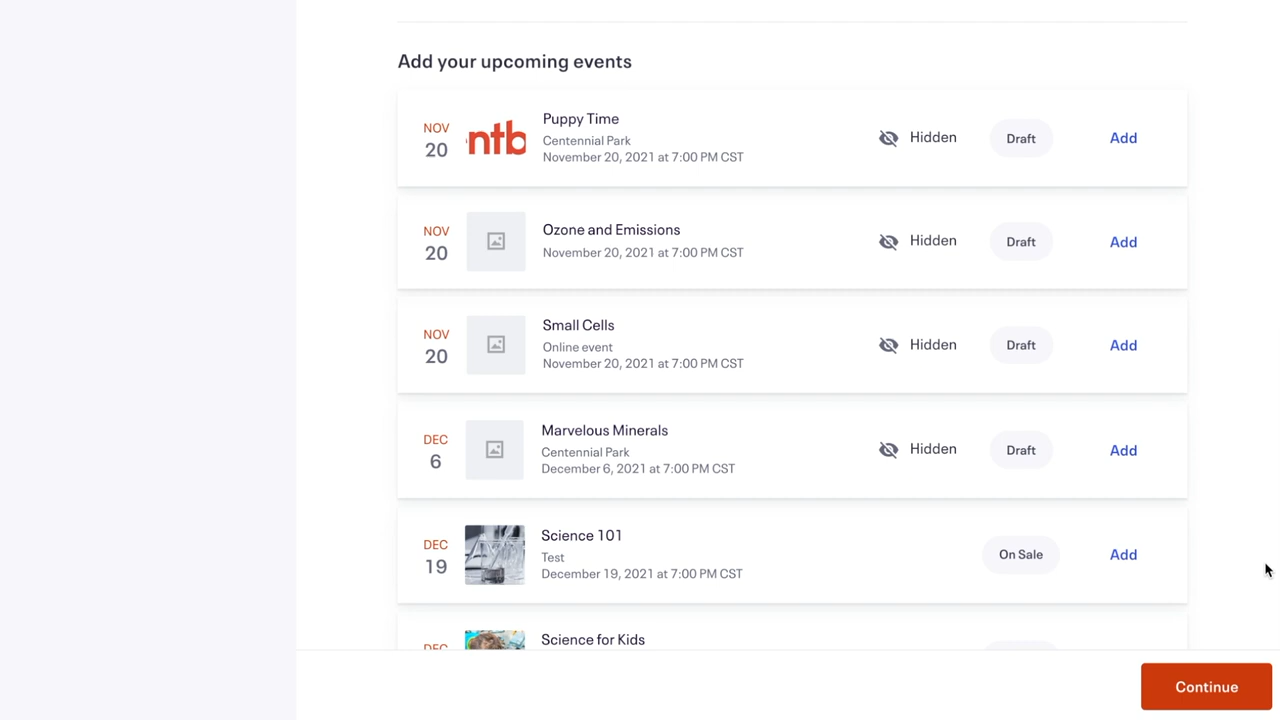 Add your upcoming events
NOV
20
ntb
Puppy Time
Centennial Park
November 20, 2021 at 7:00 PM CST
Hidden
Draft
Add
NOV
20
Ozone and Emissions
November 20, 2021 at 7:00 PM CST
Hidden
Draft
Add
NOV
20
Small Cells
Online event
November 20, 2021 at 7:00 PM CST
Hidden
Draft
Add
DEC
6
Marvelous Minerals
Centennial Park
December 6, 2021 at 7:00 PM CST
Hidden
Draft
Add
DEC
19
Science 101
Test
December 19, 2021 at 7:00 PM CST
On Sale
Add
DEC
Science for Kids
Continue